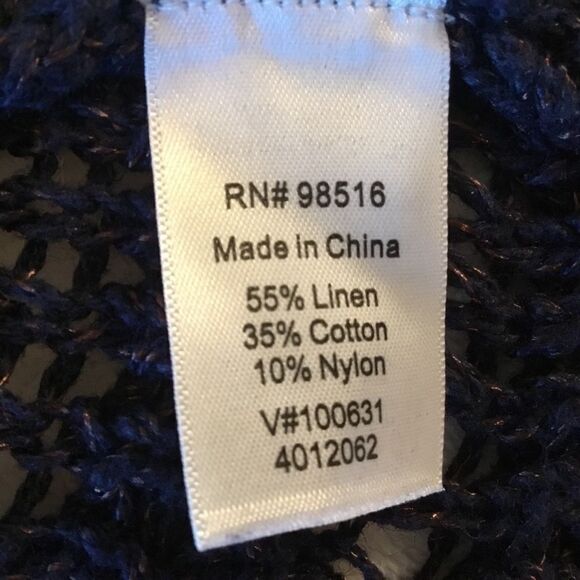 RN# 98516
Made in China
55% Linen
35% Cotton
10% Nylon
V#100631
4012062